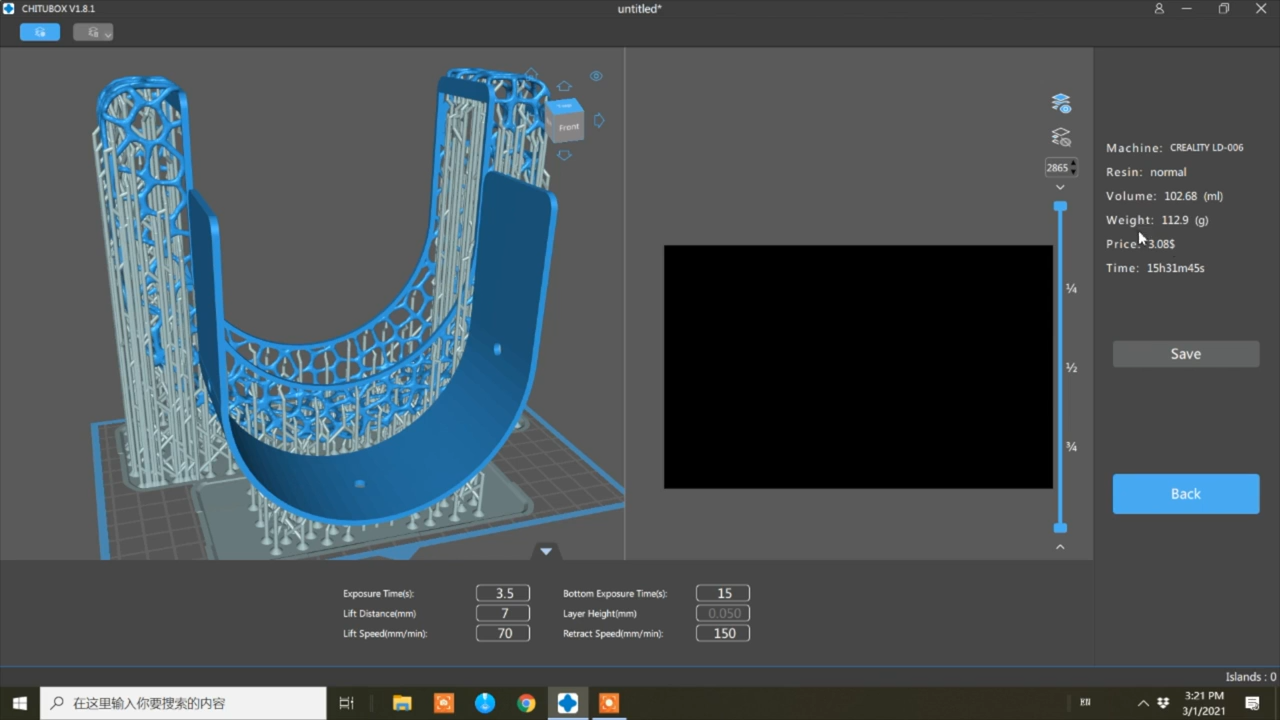 CHITUBOX V1.8.1
untitled*
Front
2865
¼
½
¾
Machine: CREALITY LD-006
Resin: normal
Volume: 102.68 (ml)
Weight: 112.9 (g)
Price: 3.08$
Time: 15h31m45s
Save
Back
Exposure Time(s): 3.5 Bottom Exposure Time(s): 15
Lift Distance(mm) 7 Layer Height(mm) 0.050
Lift Speed(mm/min): 70 Retract Speed(mm/min): 150
Islands : 0
在这里输入你要搜索的内容
EN
3:21 PM
3/1/2021